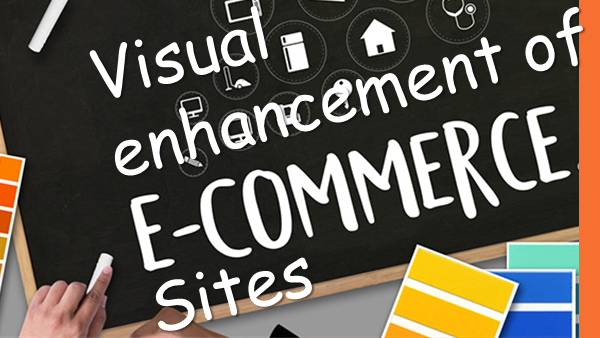 Visual
enhancement of
E-COMMERCE.
Sites